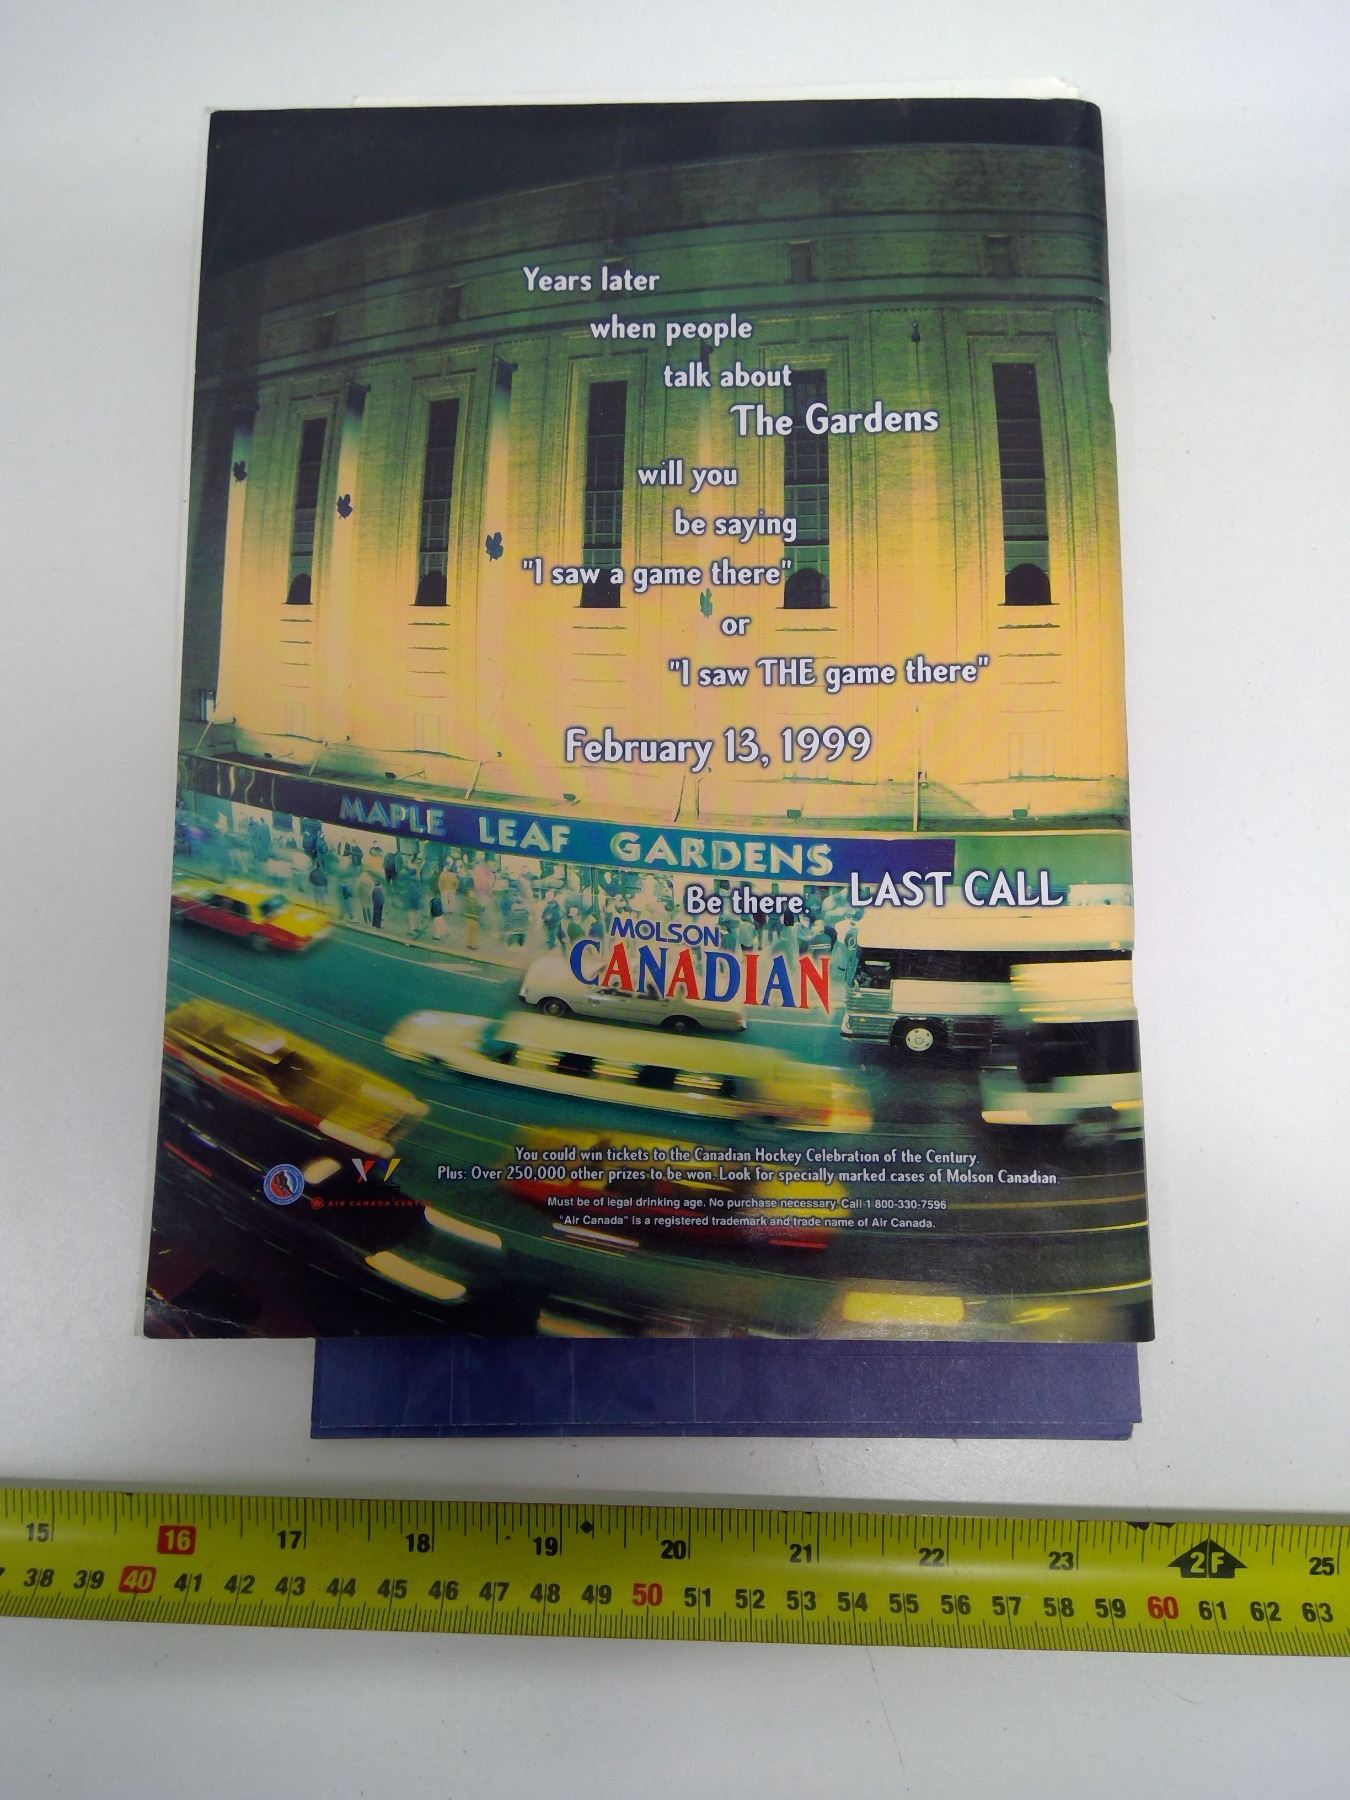 Years later
when people
talk about
The Gardens
will you
be saying
"I saw a game there"
or
"I saw THE game there"
February 13, 1999
MAPLE LEAF GARDENS
Be there. LAST CALL
MOLSON
CANADIAN
You could win tickets to the Canadian Hockey Celebration of the Century.
Plus: Over 250,000 other prizes to be won. Look for specially marked cases of Molson Canadian.
AIR CANADA CENTRE
Must be of legal drinking age. No purchase necessary. Call 1 800-330-7596
"Air Canada" is a registered trademark and trade name of Air Canada.
15 16 17 18 19 20 21 22 23 2F 25
38 39 40 41 42 43 44 45 46 47 48 49 50 51 52 53 54 55 56 57 58 59 60 61 62 63